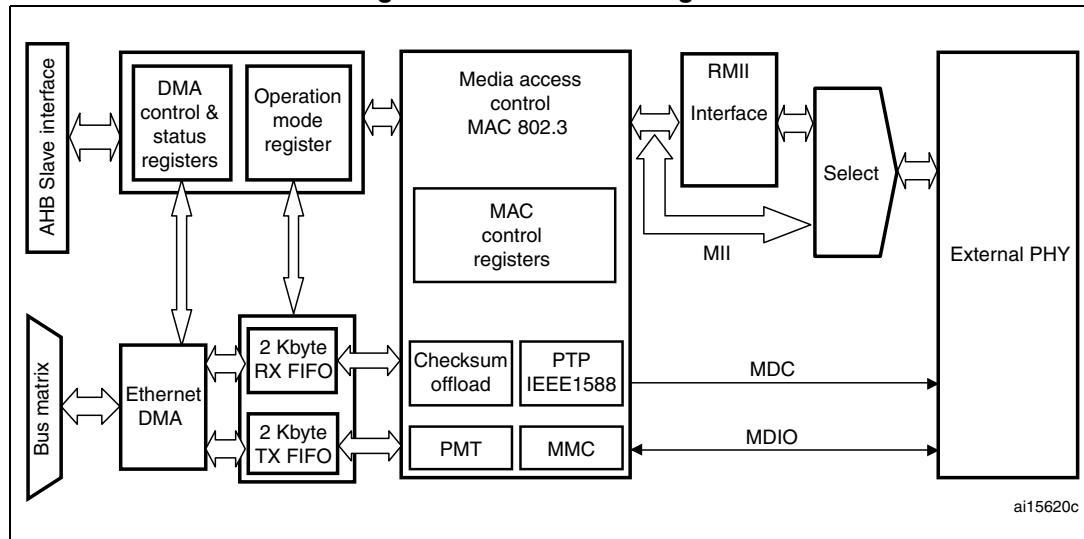 AHB Slave interface
DMA
control &
status
registers
Operation
mode
register
Media access
control
MAC 802.3
RMII
Interface
Select
External PHY
MAC
control
registers
MII
Bus matrix
Ethernet
DMA
2 Kbyte
RX FIFO
2 Kbyte
TX FIFO
Checksum
offload
PTP
IEEE1588
PMT
MMC
MDC
MDIO
ai15620c